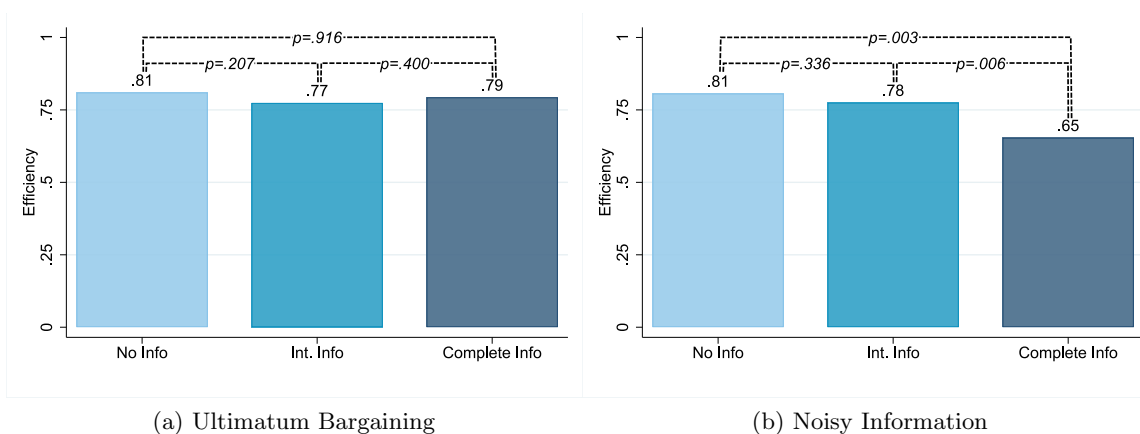 1
.75
.5
.25
0
Efficiency
p=.916
p=.207
p=.400
.81
.77
.79
No Info
Int. Info
Complete Info
(a) Ultimatum Bargaining
1
.75
.5
.25
0
Efficiency
p=.003
p=.336
p=.006
.81
.78
.65
No Info
Int. Info
Complete Info
(b) Noisy Information